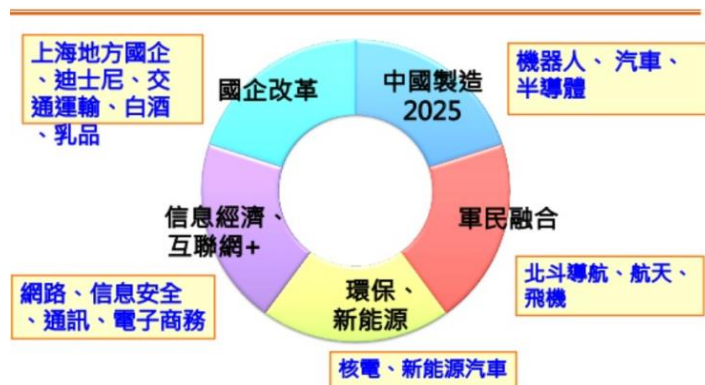 上海地方國企
、迪士尼、交
通運輸、白酒
、乳品
國企改革
中國製造
2025
機器人、 汽車、
半導體
信息經濟、
互聯網+
軍民融合
網路、信息安全
、通訊、電子商務
環保、
新能源
北斗導航、航天、
飛機
核電、新能源汽車